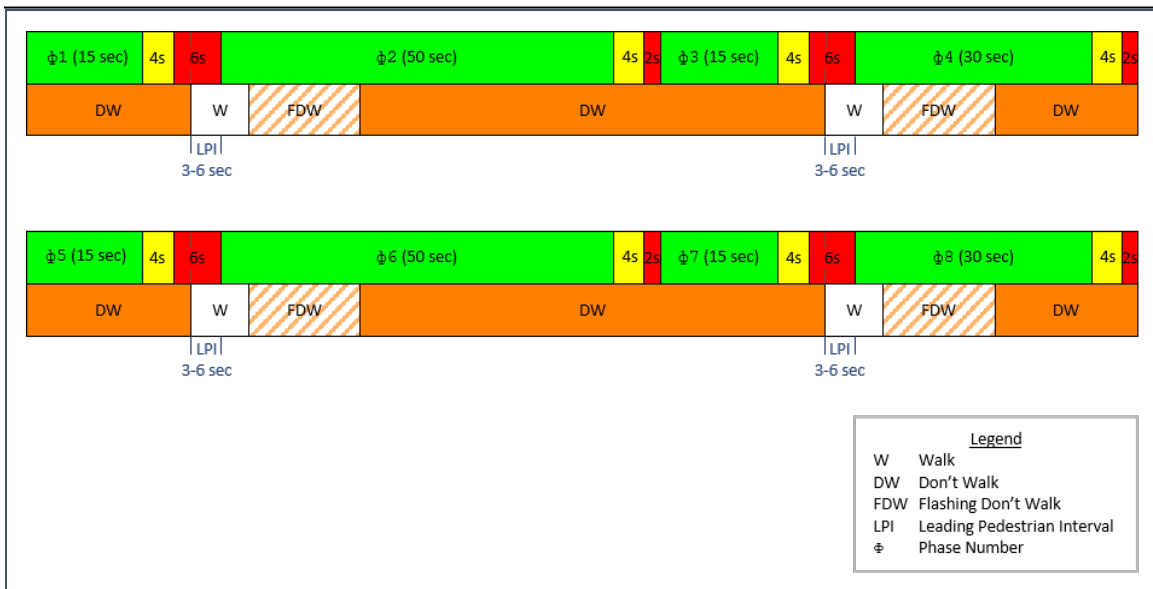 ϕ1 (15 sec) 4s 6s ϕ2 (50 sec) 4s 2s ϕ3 (15 sec) 4s 6s ϕ4 (30 sec) 4s 2s
DW W FDW DW W FDW DW
LPI LPI
3-6 sec 3-6 sec
ϕ5 (15 sec) 4s 6s ϕ6 (50 sec) 4s 2s ϕ7 (15 sec) 4s 6s ϕ8 (30 sec) 4s 2s
DW W FDW DW W FDW DW
LPI LPI
3-6 sec 3-6 sec
Legend
W Walk
DW Don't Walk
FDW Flashing Don't Walk
LPI Leading Pedestrian Interval
Φ Phase Number